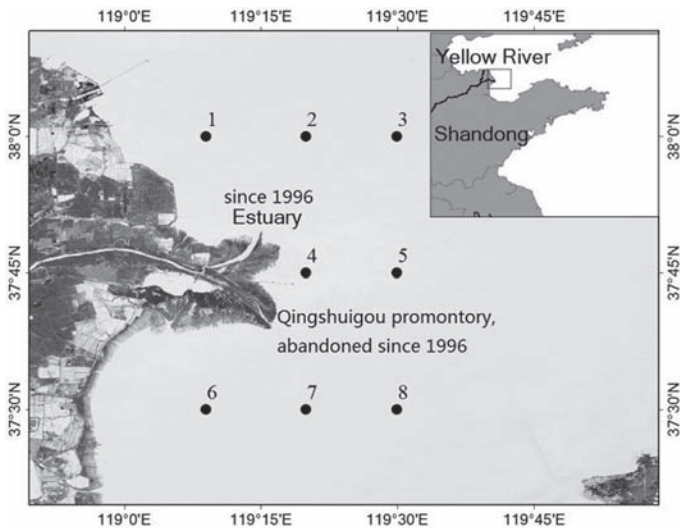 119°0'E 119°15'E 119°30'E 119°45'E
Yellow River
Shandong
38°0'N 38°0'N
1 2 3
since 1996
Estuary
4 5
37°45'N 37°45'N
Qingshuigou promontory,
abandoned since 1996
6 7 8
37°30'N 37°30'N
119°0'E 119°15'E 119°30'E 119°45'E